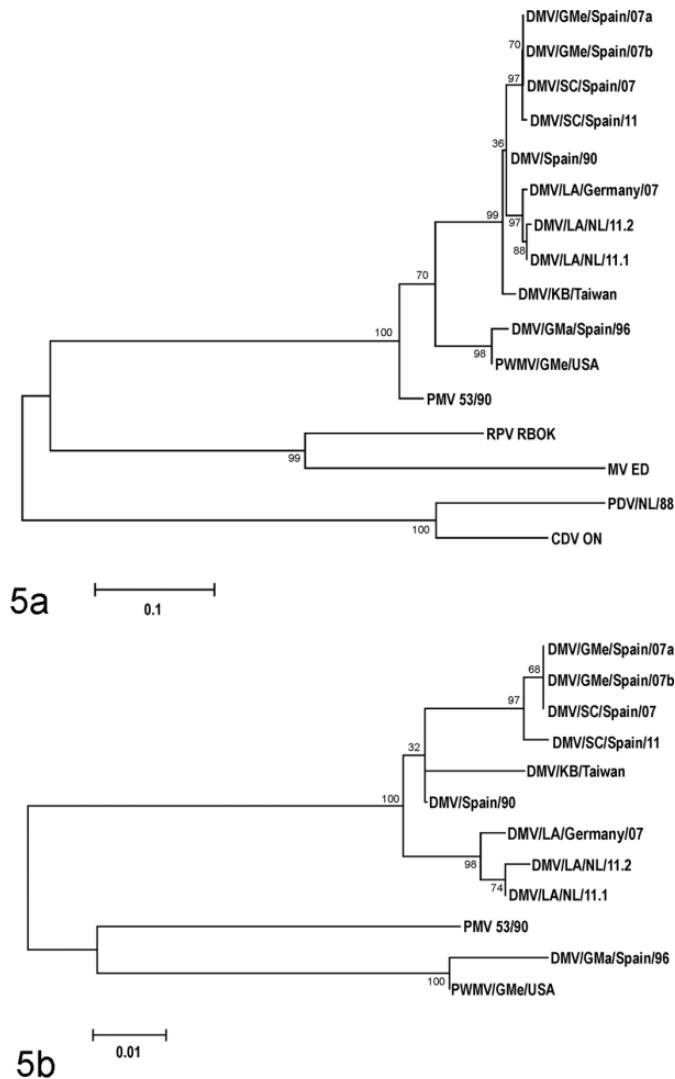 DMV/GMe/Spain/07a
70
DMV/GMe/Spain/07b
97
DMV/SC/Spain/07
DMV/SC/Spain/11
36
DMV/Spain/90
DMV/LA/Germany/07
99
97
DMV/LA/NL/11.2
88
DMV/LA/NL/11.1
70
DMV/KB/Taiwan
100
DMV/GMa/Spain/96
98
PWMV/GMe/USA
PMV 53/90
RPV RBOK
99
MV ED
PDV/NL/88
100
CDV ON
5a
0.1
DMV/GMe/Spain/07a
68
DMV/GMe/Spain/07b
97
DMV/SC/Spain/07
DMV/SC/Spain/11
32
DMV/KB/Taiwan
100
DMV/Spain/90
DMV/LA/Germany/07
98
DMV/LA/NL/11.2
74
DMV/LA/NL/11.1
PMV 53/90
DMV/GMa/Spain/96
100
PWMV/GMe/USA
0.01
5b